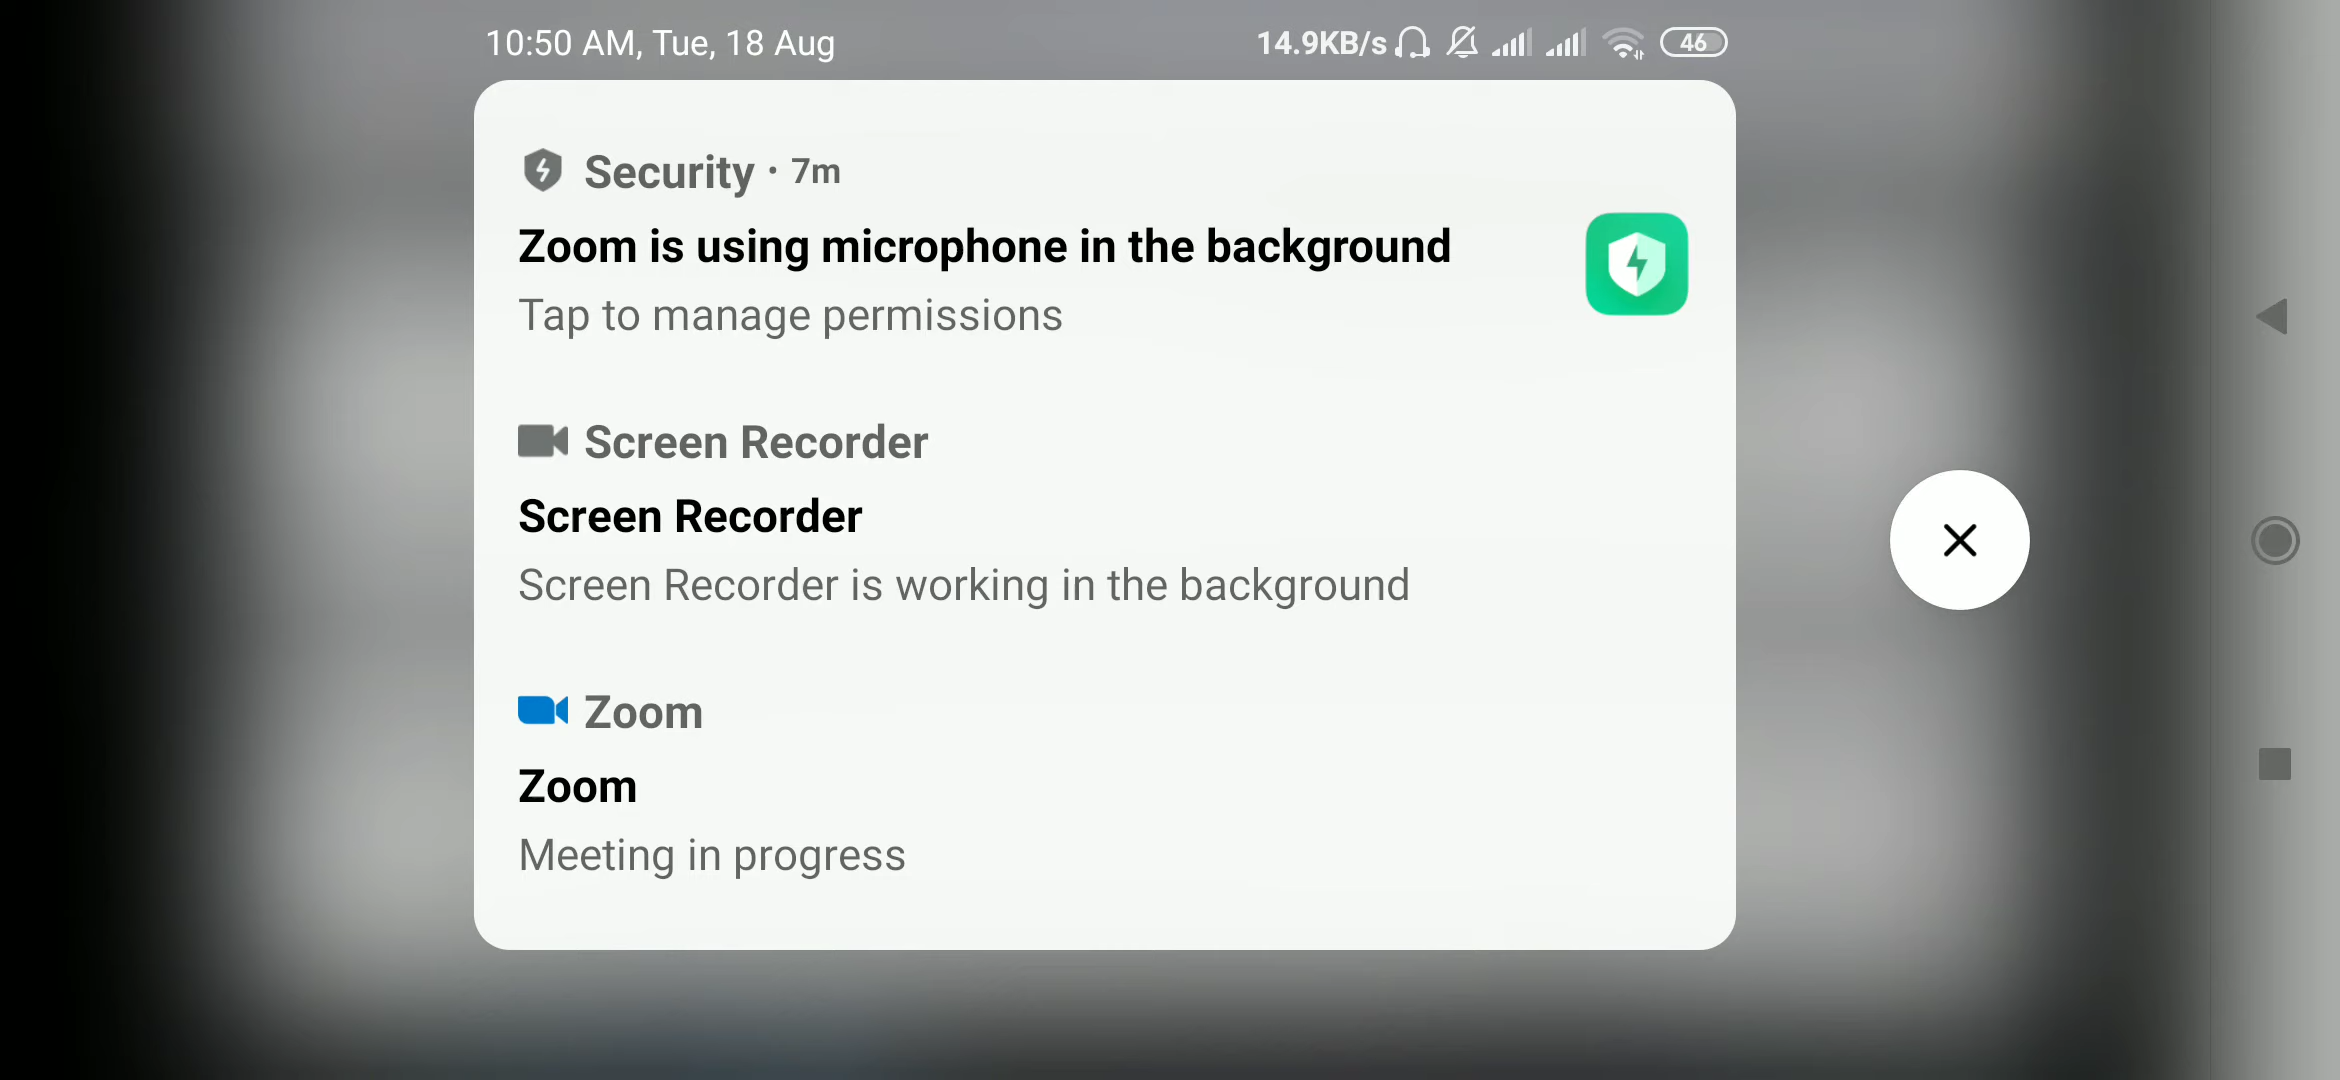 10:50 AM, Tue, 18 Aug 14.9KB/s 46
Security · 7m
Zoom is using microphone in the background
Tap to manage permissions
Screen Recorder
Screen Recorder
Screen Recorder is working in the background
Zoom
Zoom
Meeting in progress